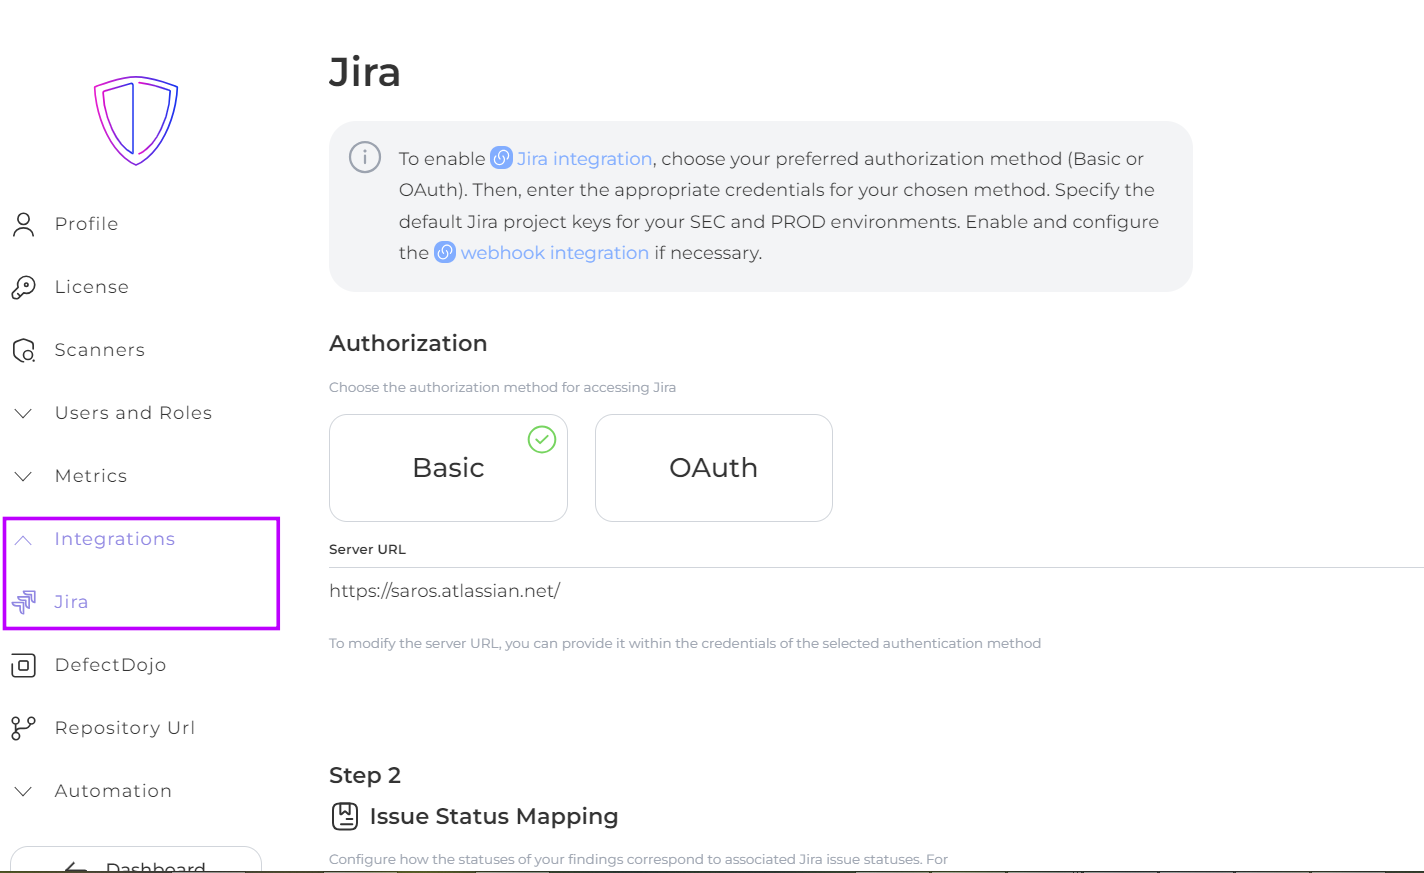 Profile
License
Scanners
Users and Roles
Metrics
Integrations
Jira
DefectDojo
Repository Url
Automation
Dashboard
Jira
To enable Jira integration, choose your preferred authorization method (Basic or
OAuth). Then, enter the appropriate credentials for your chosen method. Specify the
default Jira project keys for your SEC and PROD environments. Enable and configure
the webhook integration if necessary.
Authorization
Choose the authorization method for accessing Jira
Basic
OAuth
Server URL
https://saros.atlassian.net/
To modify the server URL, you can provide it within the credentials of the selected authentication method
Step 2
Issue Status Mapping
Configure how the statuses of your findings correspond to associated Jira issue statuses. For